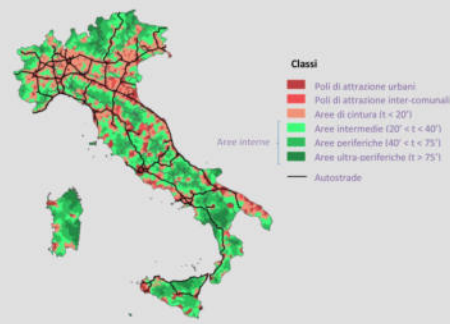 Classi
Poli di attrazione urbani
Poli di attrazione inter-comunali
Aree di cintura (t < 20')
Aree intermedie (20' < t < 40')
Aree interne
Aree periferiche (40' < t < 75')
Aree ultra-periferiche (t > 75')
Autostrade